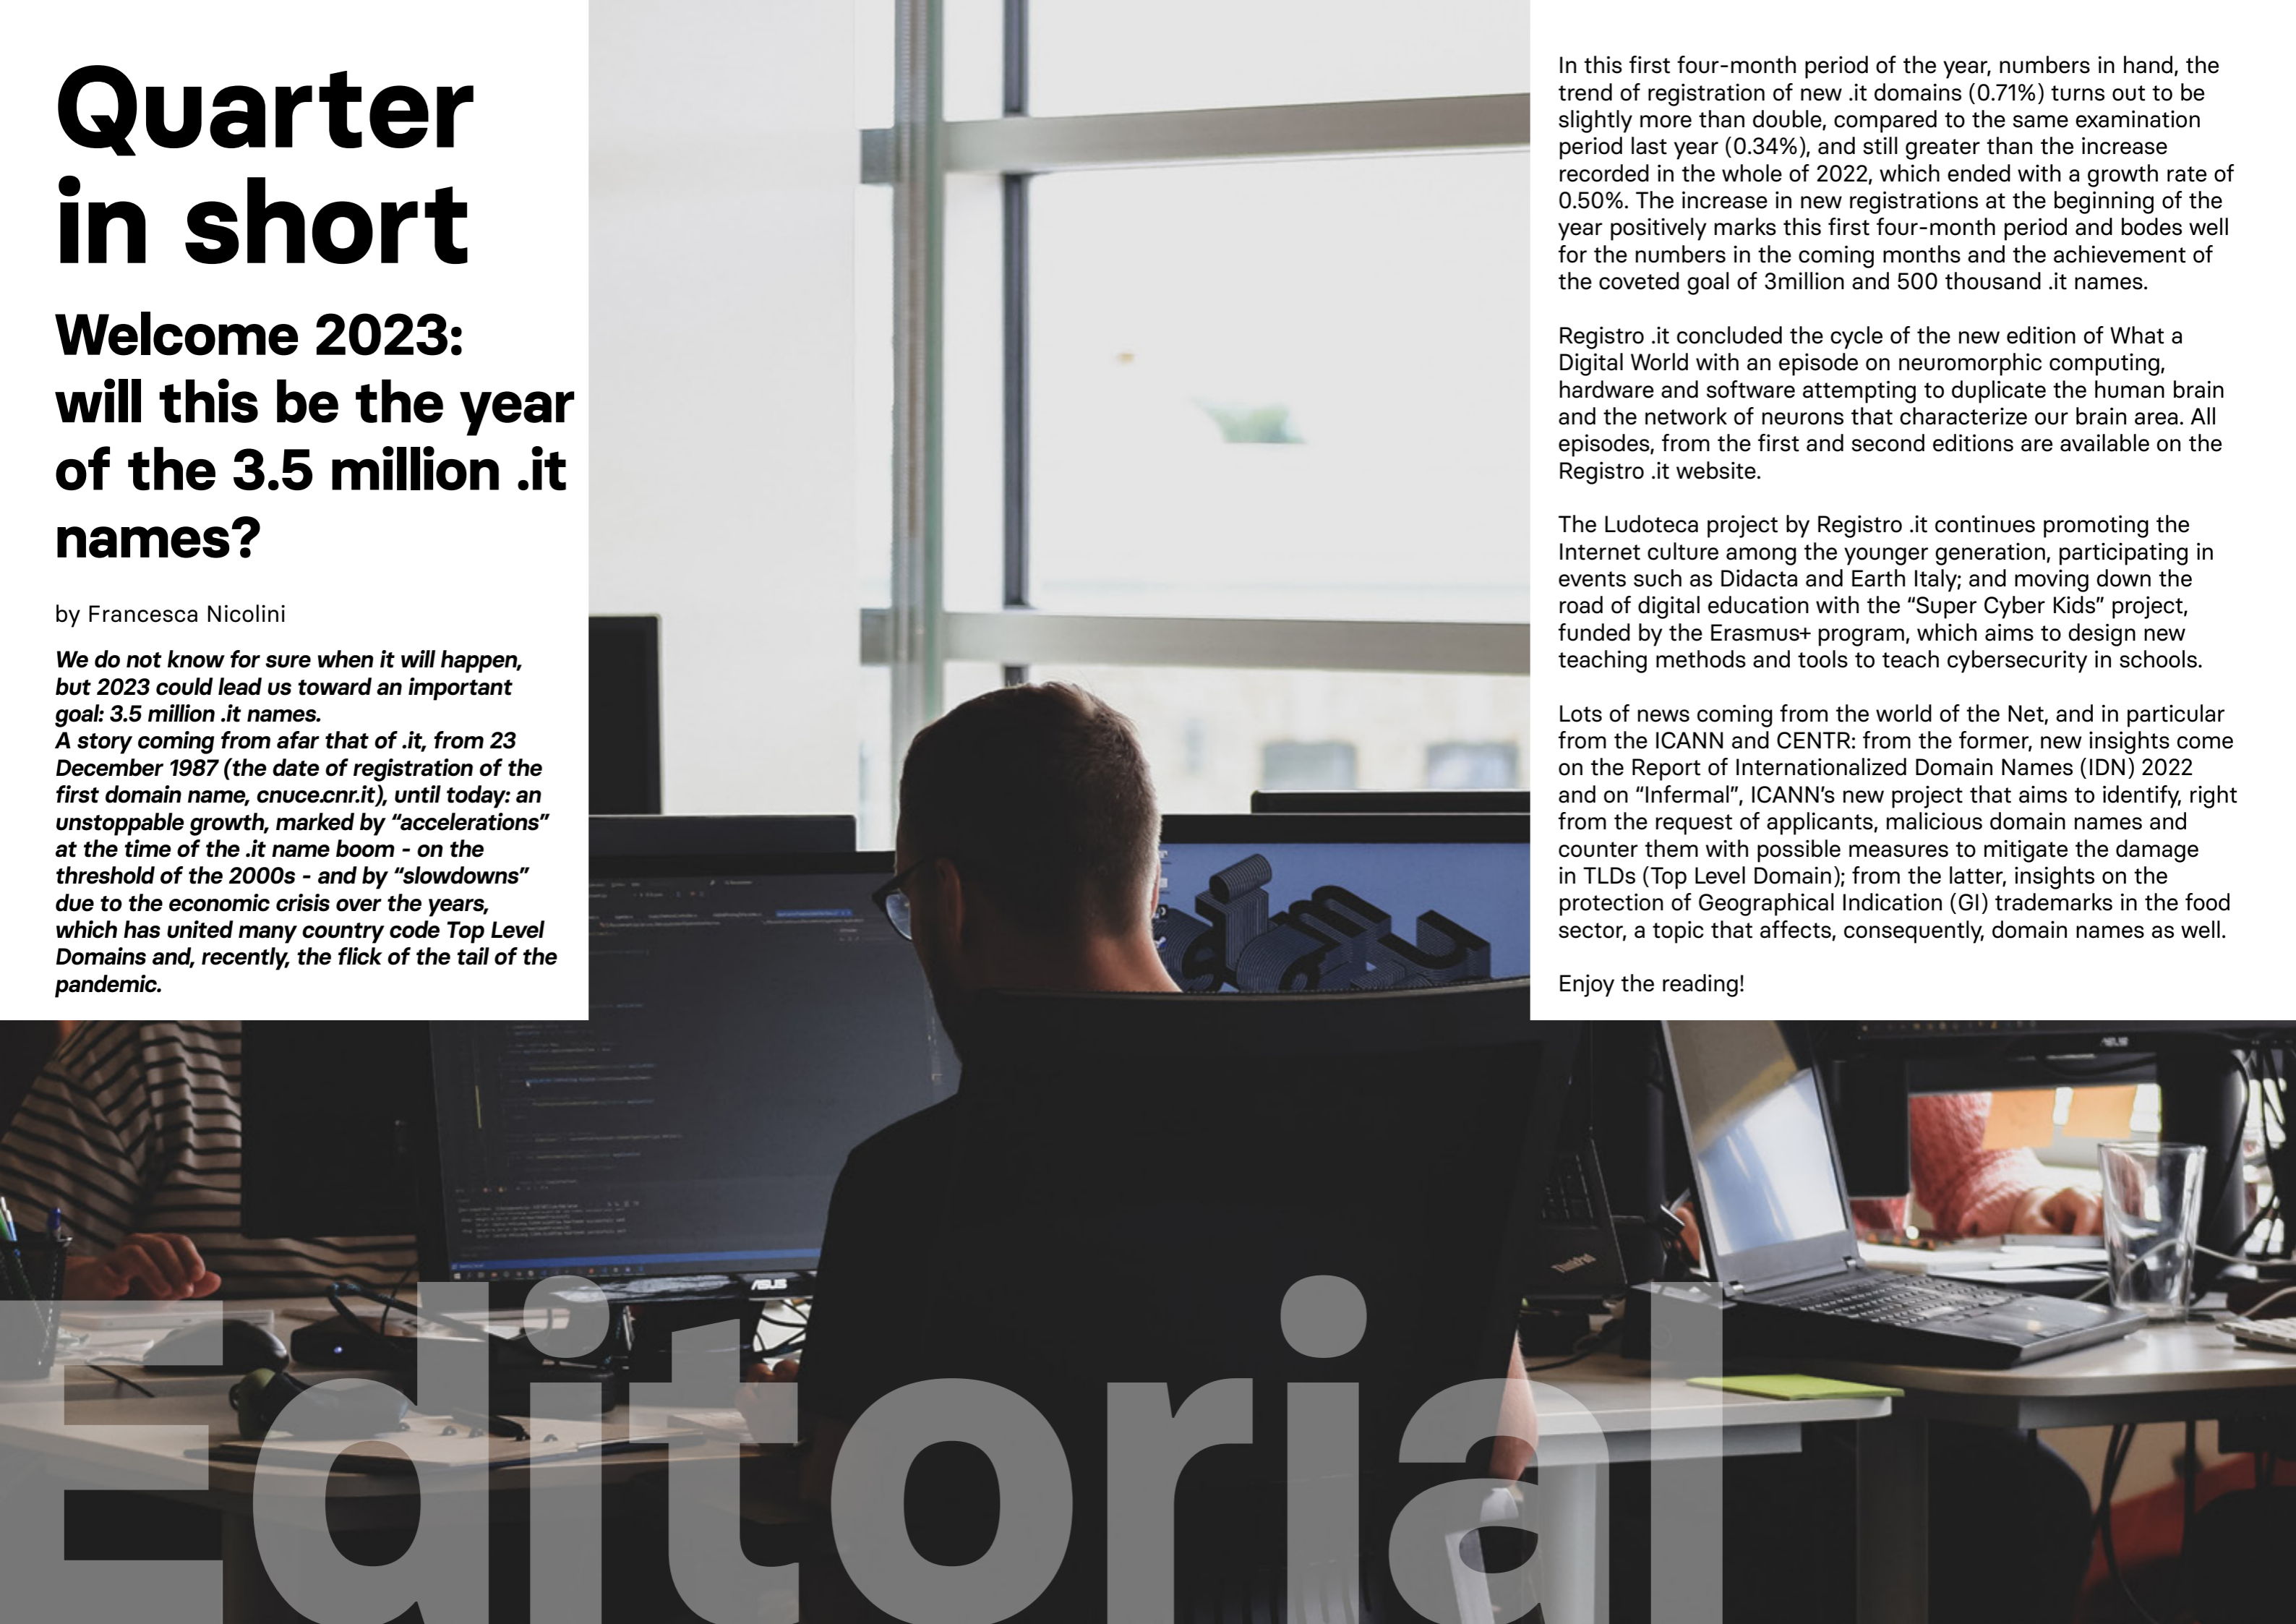 Quarter
in short
Welcome 2023:
will this be the year
of the 3.5 million .it
names?
by Francesca Nicolini
We do not know for sure when it will happen,
but 2023 could lead us toward an important
goal: 3.5 million .it names.
A story coming from afar that of .it, from 23
December 1987 (the date of registration of the
first domain name, cnuce.cnr.it), until today: an
unstoppable growth, marked by “accelerations”
at the time of the .it name boom - on the
threshold of the 2000s - and by “slowdowns”
due to the economic crisis over the years,
which has united many country code Top Level
Domains and, recently, the flick of the tail of the
pandemic.
In this first four-month period of the year, numbers in hand, the
trend of registration of new .it domains (0.71%) turns out to be
slightly more than double, compared to the same examination
period last year (0.34%), and still greater than the increase
recorded in the whole of 2022, which ended with a growth rate of
0.50%. The increase in new registrations at the beginning of the
year positively marks this first four-month period and bodes well
for the numbers in the coming months and the achievement of
the coveted goal of 3million and 500 thousand .it names.
Registro .it concluded the cycle of the new edition of What a
Digital World with an episode on neuromorphic computing,
hardware and software attempting to duplicate the human brain
and the network of neurons that characterize our brain area. All
episodes, from the first and second editions are available on the
Registro .it website.
The Ludoteca project by Registro .it continues promoting the
Internet culture among the younger generation, participating in
events such as Didacta and Earth Italy; and moving down the
road of digital education with the “Super Cyber Kids” project,
funded by the Erasmus+ program, which aims to design new
teaching methods and tools to teach cybersecurity in schools.
Lots of news coming from the world of the Net, and in particular
from the ICANN and CENTR: from the former, new insights come
on the Report of Internationalized Domain Names (IDN) 2022
and on “Infermal”, ICANN’s new project that aims to identify, right
from the request of applicants, malicious domain names and
counter them with possible measures to mitigate the damage
in TLDs (Top Level Domain); from the latter, insights on the
protection of Geographical Indication (GI) trademarks in the food
sector, a topic that affects, consequently, domain names as well.
Enjoy the reading!
ASUS
ASUS
ThinkPad
Editorial